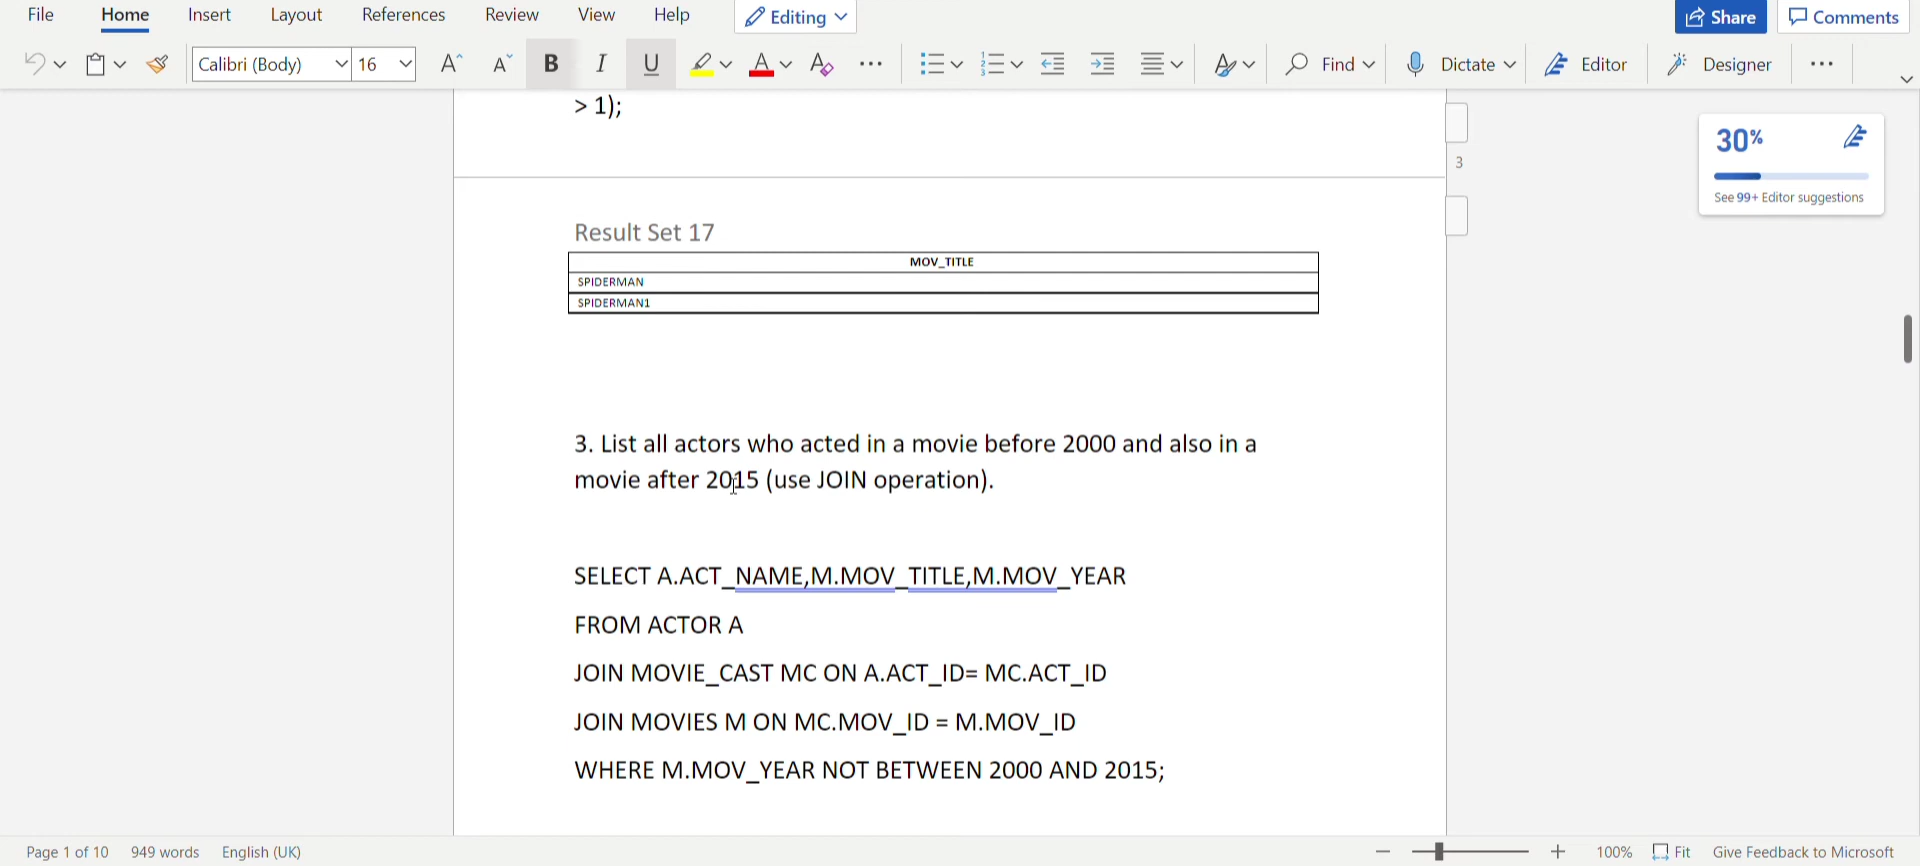 File Home Insert Layout References Review View Help Editing Share Comments
Calibri (Body) 16 A A B I U A A Find Dictate Editor Designer
> 1);
3
30%
See 99+ Editor suggestions
Result Set 17
MOV_TITLE
SPIDERMAN
SPIDERMAN1
3. List all actors who acted in a movie before 2000 and also in a
movie after 2015 (use JOIN operation).
SELECT A.ACT_NAME,M.MOV_TITLE,M.MOV_YEAR
FROM ACTOR A
JOIN MOVIE_CAST MC ON A.ACT_ID= MC.ACT_ID
JOIN MOVIES M ON MC.MOV_ID = M.MOV_ID
WHERE M.MOV_YEAR NOT BETWEEN 2000 AND 2015;
Page 1 of 10 949 words English (UK) 100% Fit Give Feedback to Microsoft